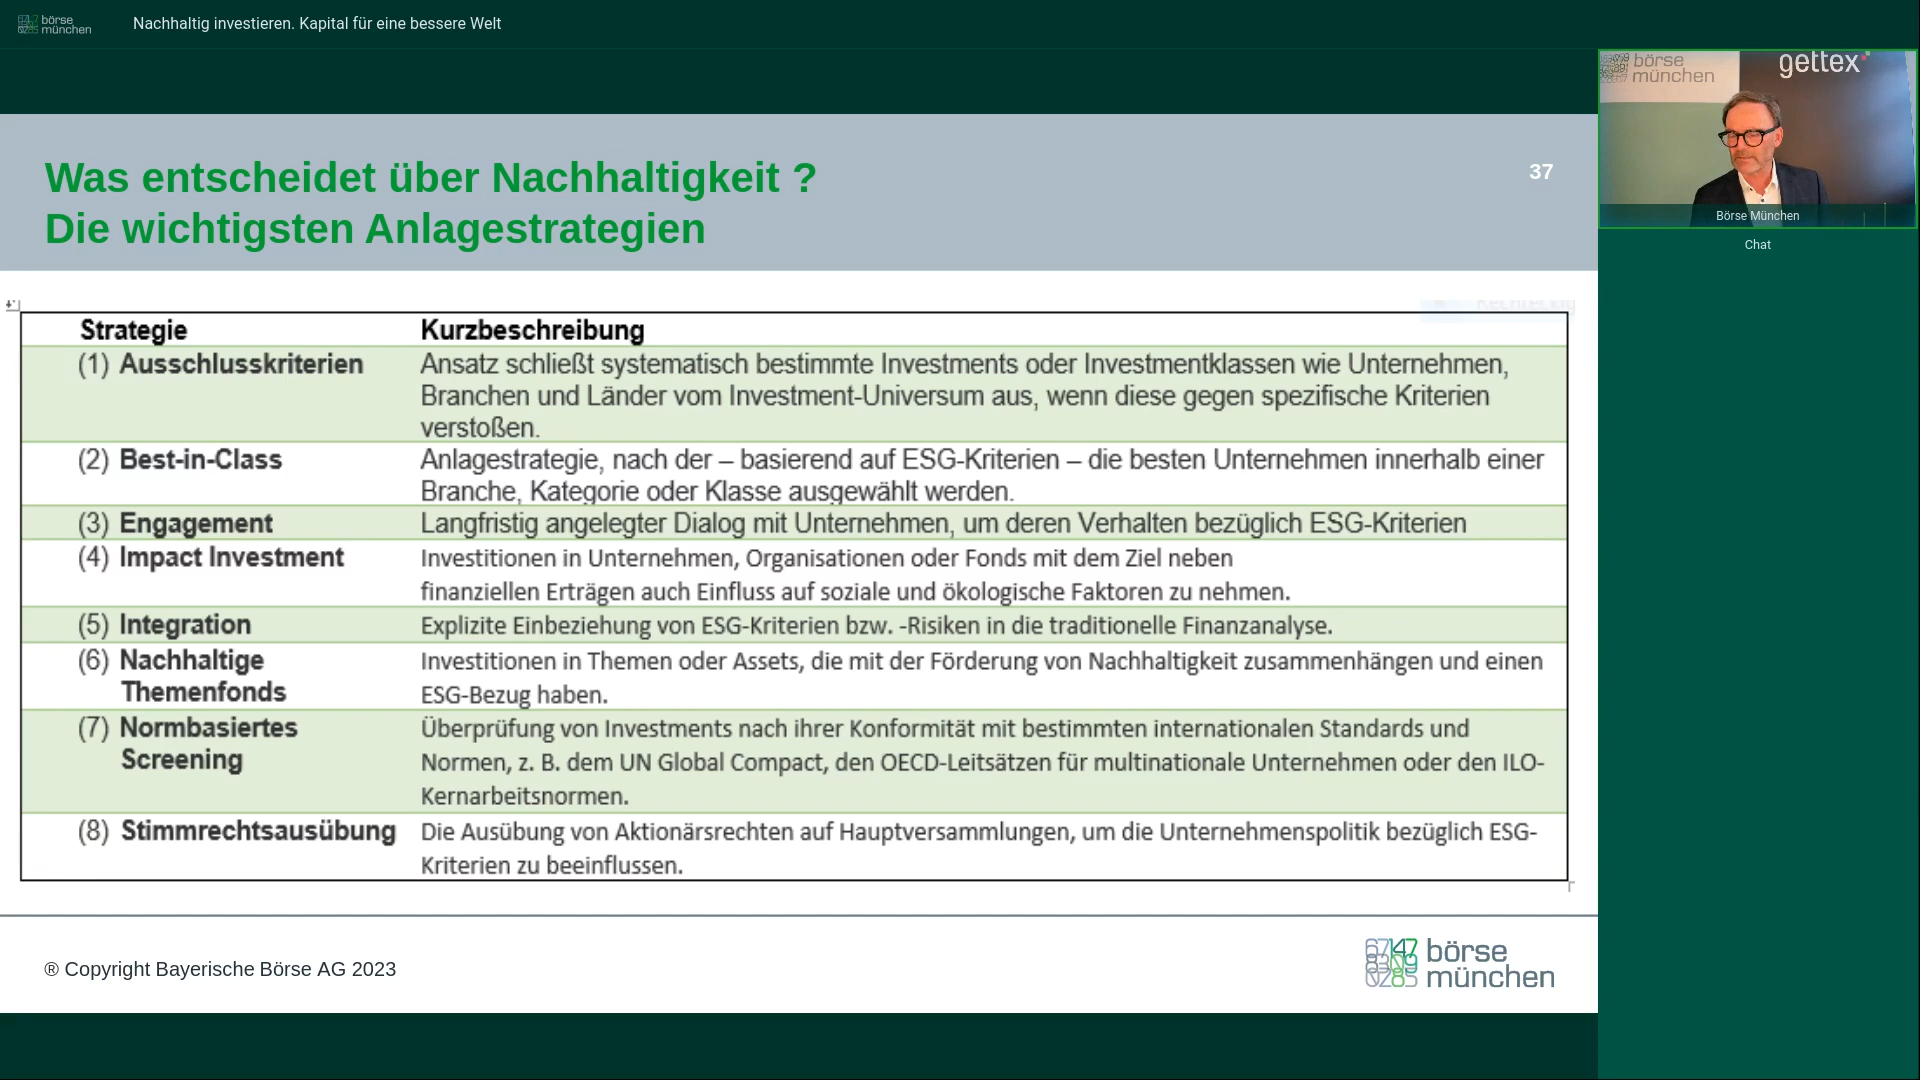 börse
münchen
Nachhaltig investieren. Kapital für eine bessere Welt
börse
münchen
gettex
Börse München
Chat
Was entscheidet über Nachhaltigkeit ?
Die wichtigsten Anlagestrategien
37
Strategie Kurzbeschreibung
(1) Ausschlusskriterien Ansatz schließt systematisch bestimmte Investments oder Investmentklassen wie Unternehmen,
Branchen und Länder vom Investment-Universum aus, wenn diese gegen spezifische Kriterien
verstoßen.
(2) Best-in-Class Anlagestrategie, nach der – basierend auf ESG-Kriterien – die besten Unternehmen innerhalb einer
Branche, Kategorie oder Klasse ausgewählt werden.
(3) Engagement Langfristig angelegter Dialog mit Unternehmen, um deren Verhalten bezüglich ESG-Kriterien
(4) Impact Investment Investitionen in Unternehmen, Organisationen oder Fonds mit dem Ziel neben
finanziellen Erträgen auch Einfluss auf soziale und ökologische Faktoren zu nehmen.
(5) Integration Explizite Einbeziehung von ESG-Kriterien bzw. -Risiken in die traditionelle Finanzanalyse.
(6) Nachhaltige Investitionen in Themen oder Assets, die mit der Förderung von Nachhaltigkeit zusammenhängen und einen
Themenfonds ESG-Bezug haben.
(7) Normbasiertes Überprüfung von Investments nach ihrer Konformität mit bestimmten internationalen Standards und
Screening Normen, z. B. dem UN Global Compact, den OECD-Leitsätzen für multinationale Unternehmen oder den ILO-
Kernarbeitsnormen.
(8) Stimmrechtsausübung Die Ausübung von Aktionärsrechten auf Hauptversammlungen, um die Unternehmenspolitik bezüglich ESG-
Kriterien zu beeinflussen.
® Copyright Bayerische Börse AG 2023
67147
8309
0285
börse
münchen